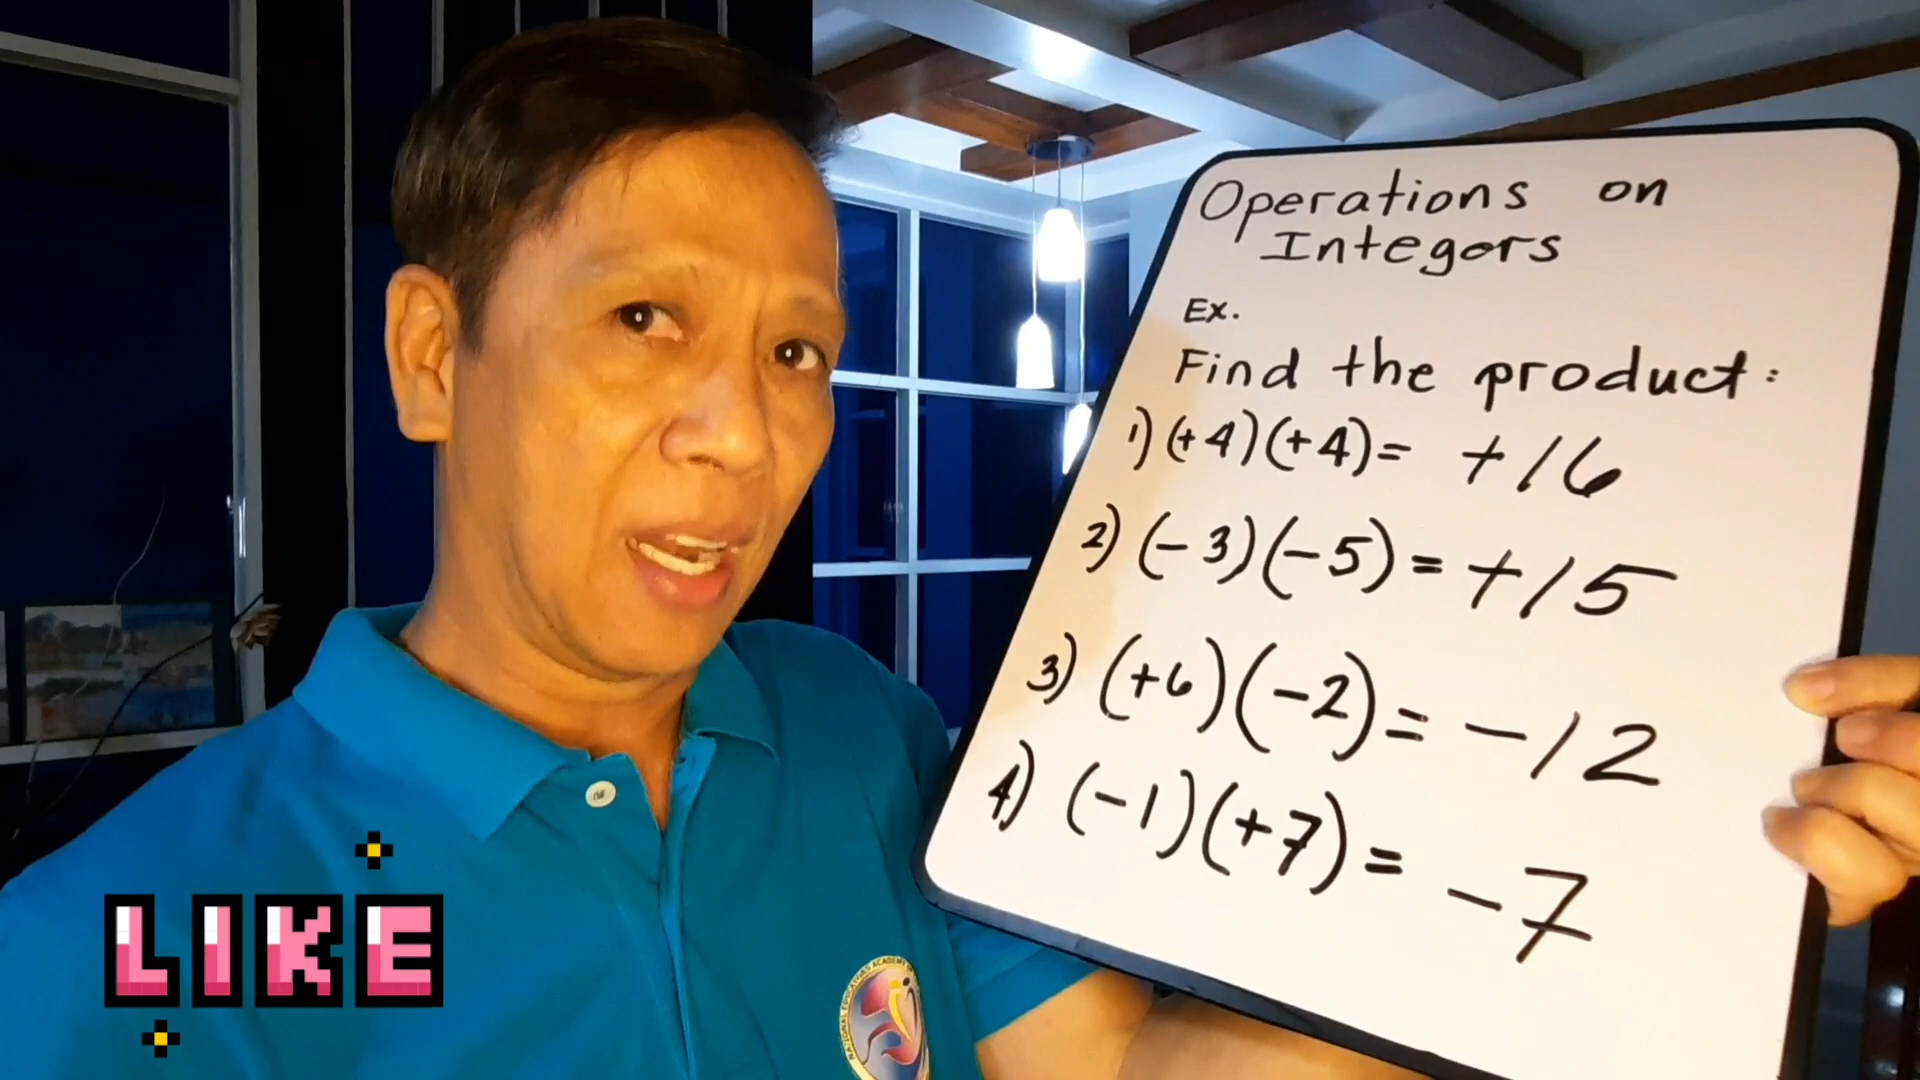 Operations on
Integers
Ex.
Find the product:
1) (+4)(+4)= +16
2) (-3)(-5)= +15
3) (+6)(-2)= -12
4) (-1)(+7)= -7
LIKE